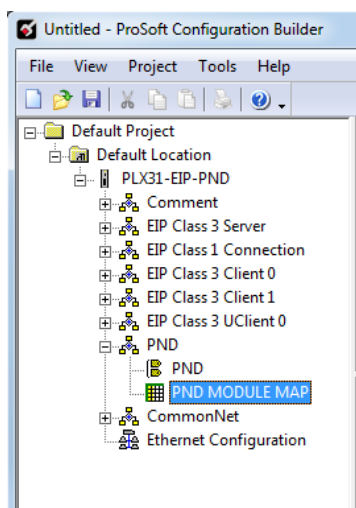 Untitled - ProSoft Configuration Builder
File View Project Tools Help
Default Project
Default Location
PLX31-EIP-PND
Comment
EIP Class 3 Server
EIP Class 1 Connection
EIP Class 3 Client 0
EIP Class 3 Client 1
EIP Class 3 UClient 0
PND
PND
PND MODULE MAP
CommonNet
Ethernet Configuration